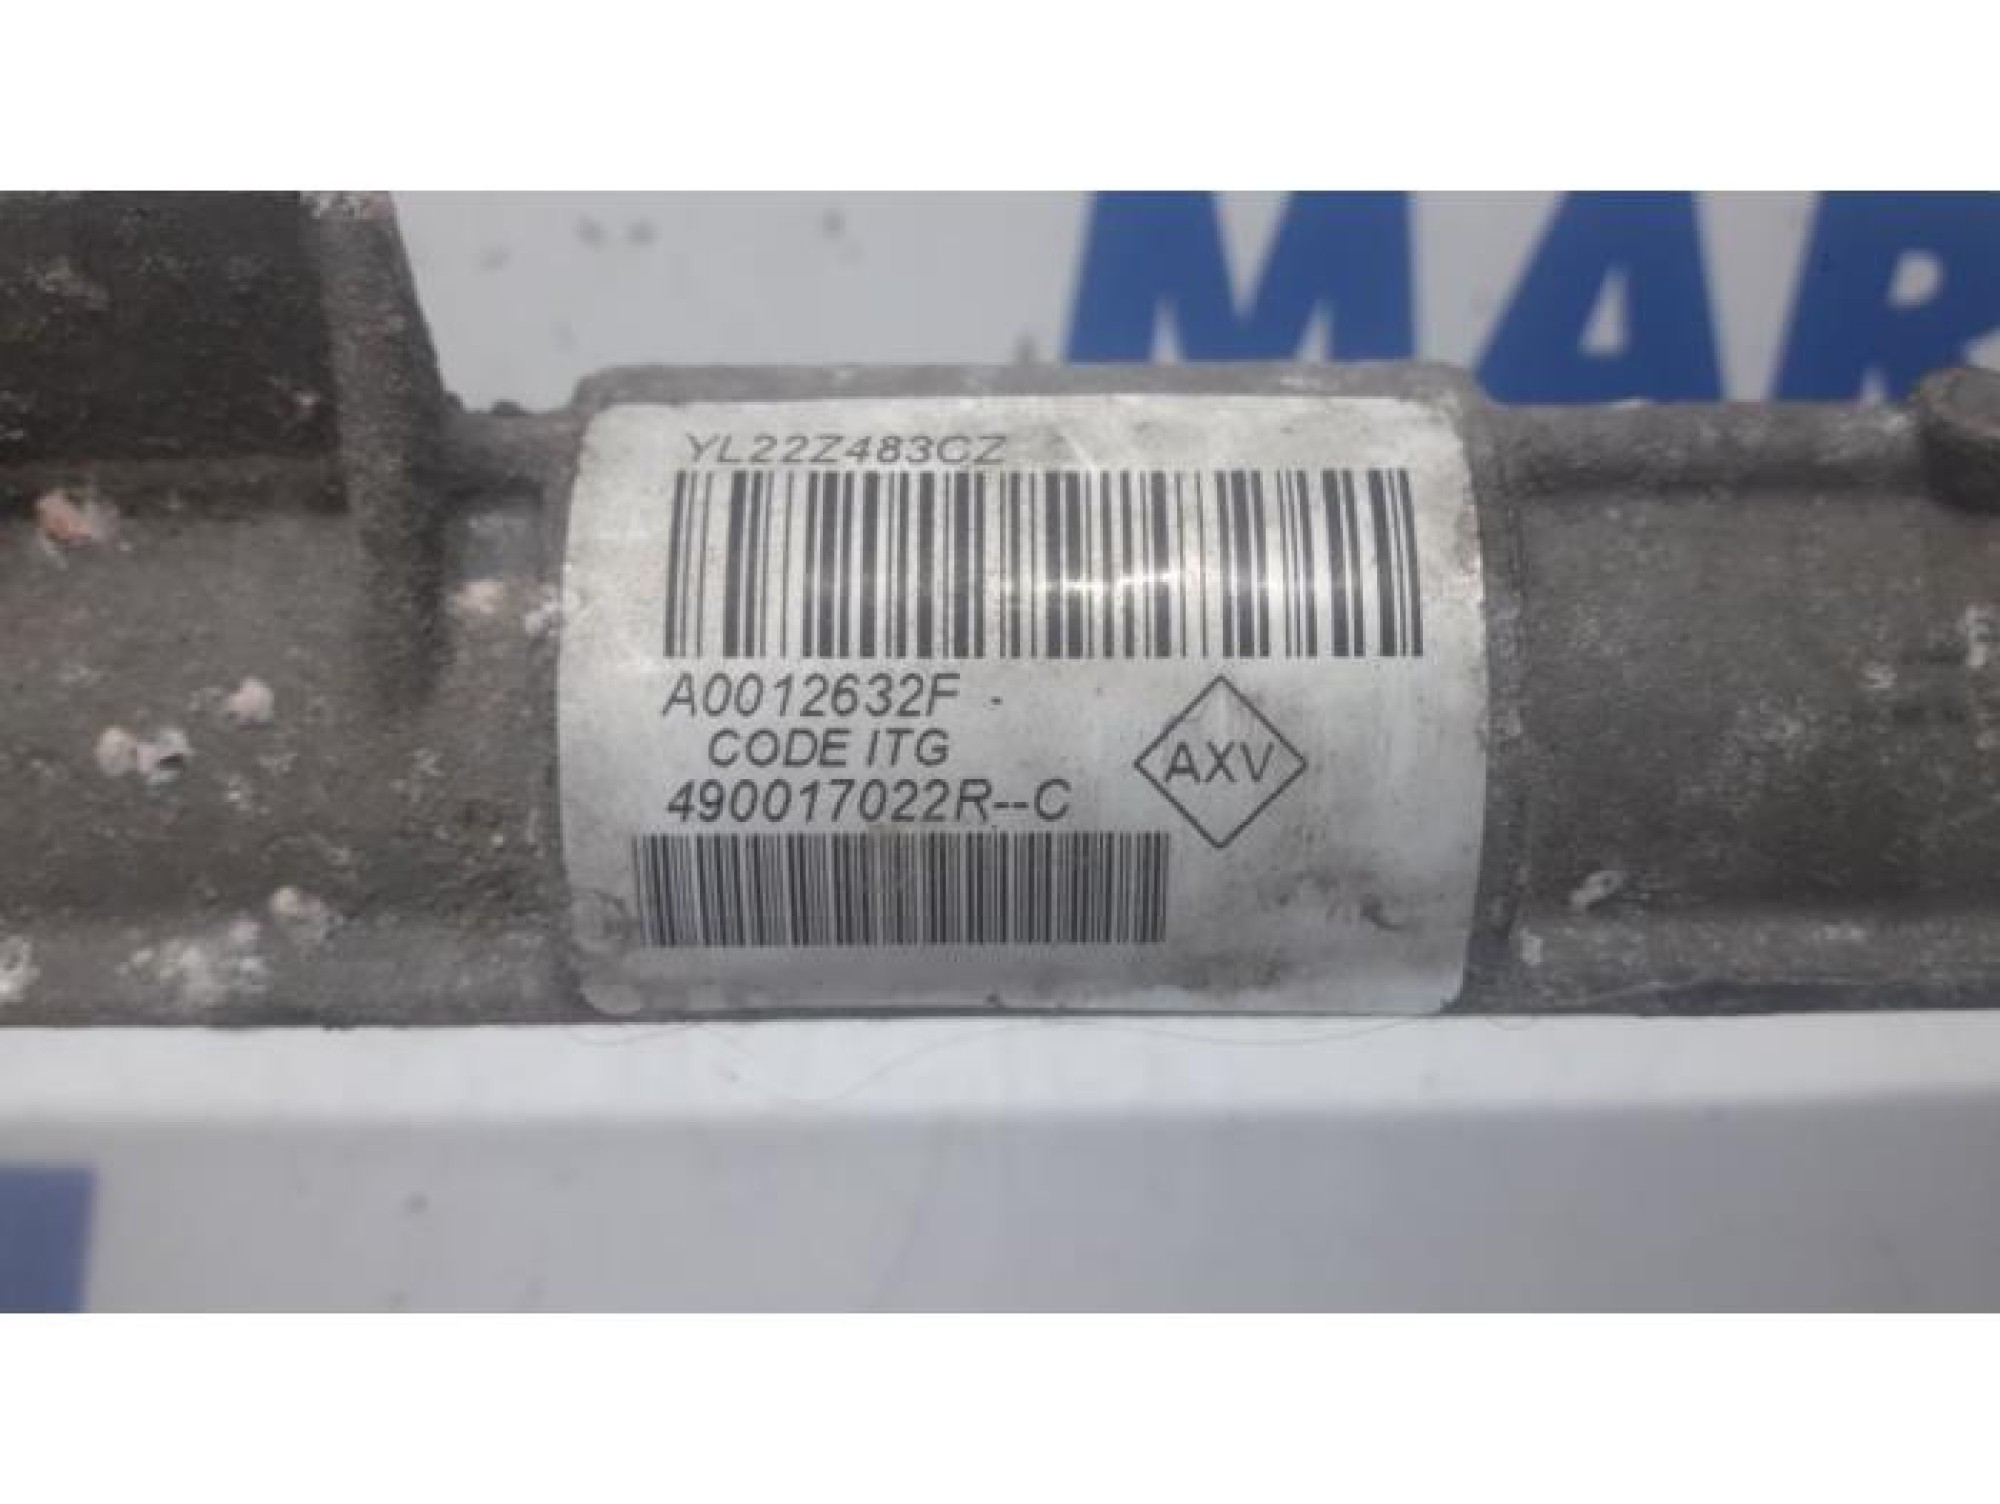 MAR
YL22Z483CZ
A0012632F -
CODE ITG
490017022R--C
AXV